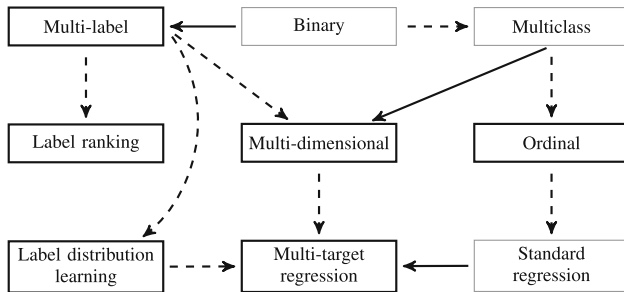 Multi-label
Binary
Multiclass
Label ranking
Multi-dimensional
Ordinal
Label distribution
learning
Multi-target
regression
Standard
regression